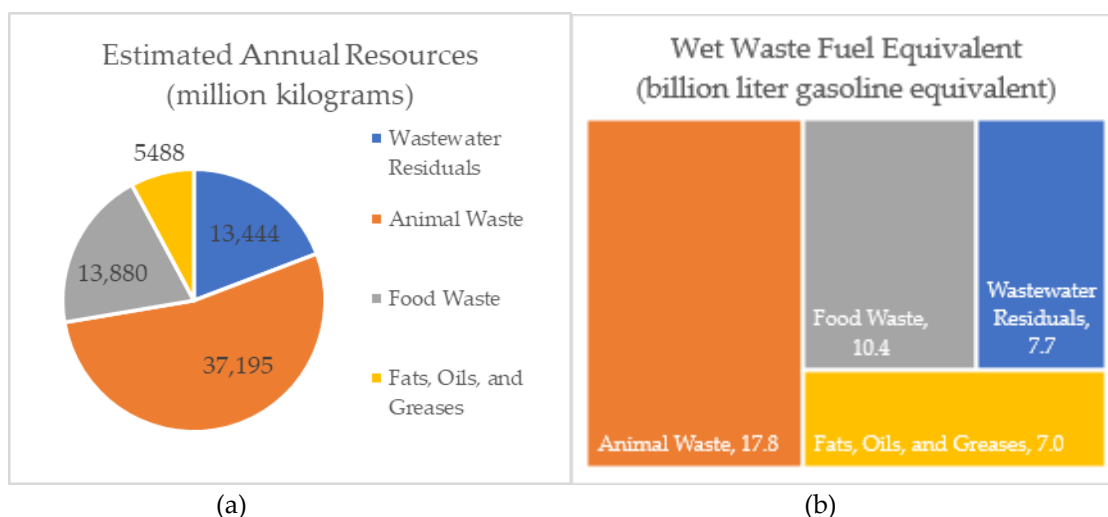 Estimated Annual Resources
(million kilograms)
5488
13,444
13,880
37,195
Wastewater
Residuals
Animal Waste
Food Waste
Fats, Oils, and
Greases
(a)
Wet Waste Fuel Equivalent
(billion liter gasoline equivalent)
Animal Waste, 17.8
Food Waste,
10.4
Wastewater
Residuals,
7.7
Fats, Oils, and Greases, 7.0
(b)